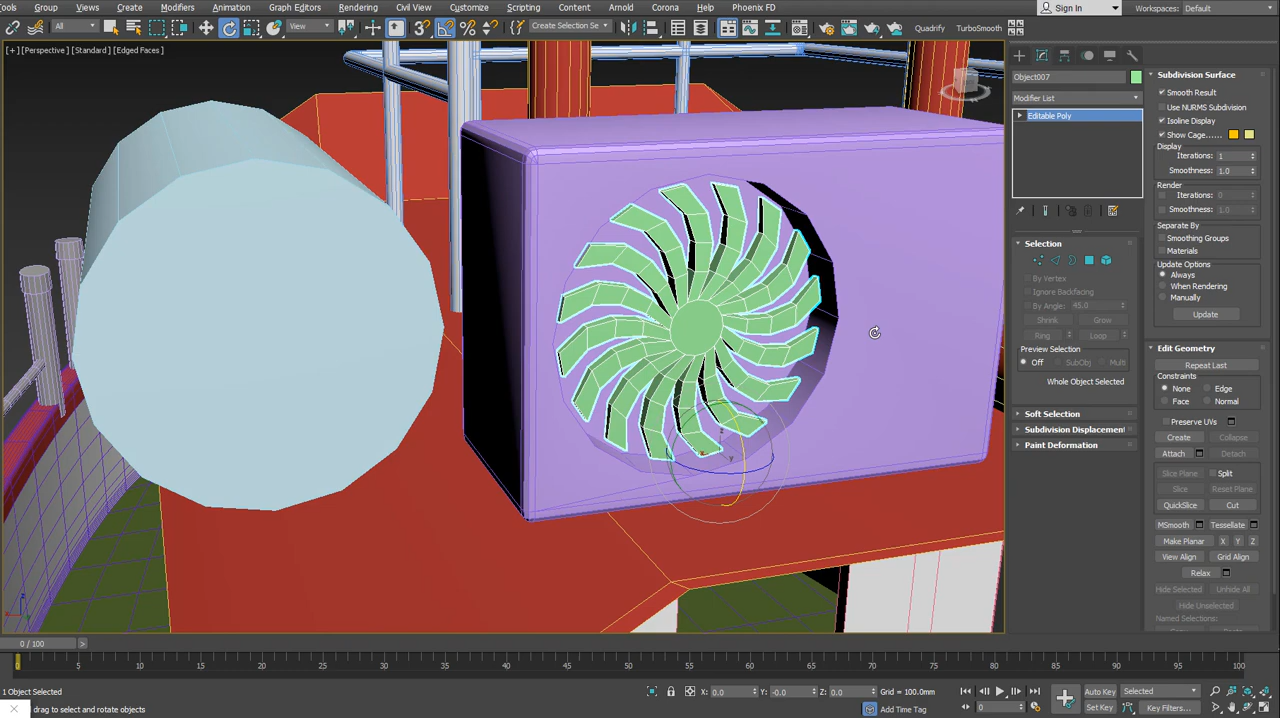 ools Group Views Create Modifiers Animation Graph Editors Rendering Civil View Customize Scripting Content Arnold Corona Help Phoenix FD Sign In Workspaces: Default
All View Create Selection Se Quadrify TurboSmooth
[+] [Perspective] [Standard] [Edged Faces]
Object007
Modifier List
Editable Poly
Selection
By Vertex
Ignore Backfacing
By Angle: 45.0
Shrink Grow
Ring Loop
Preview Selection
Off SubObj Multi
Whole Object Selected
Soft Selection
Subdivision Displacement
Paint Deformation
Subdivision Surface
Smooth Result
Use NURMS Subdivision
Isoline Display
Show Cage......
Display
Iterations: 1
Smoothness: 1.0
Render
Iterations: 0
Smoothness: 1.0
Separate By
Smoothing Groups
Materials
Update Options
Always
When Rendering
Manually
Update
Edit Geometry
Repeat Last
Constraints
None Edge
Face Normal
Preserve UVs
Create Collapse
Attach Detach
Slice Plane Split
Slice Reset Plane
QuickSlice Cut
MSmooth Tessellate
Make Planar X Y Z
View Align Grid Align
Relax
Hide Selected Unhide All
Hide Unselected
Named Selections:
0 / 100 >
0 5 10 15 20 25 30 35 40 45 50 55 60 65 70 75 80 85 90 95 100
1 Object Selected X: 0.0 Y: -0.0 Z: 0.0 Grid = 100.0mm Auto Key Selected
drag to select and rotate objects Add Time Tag 0 Set Key Key Filters...